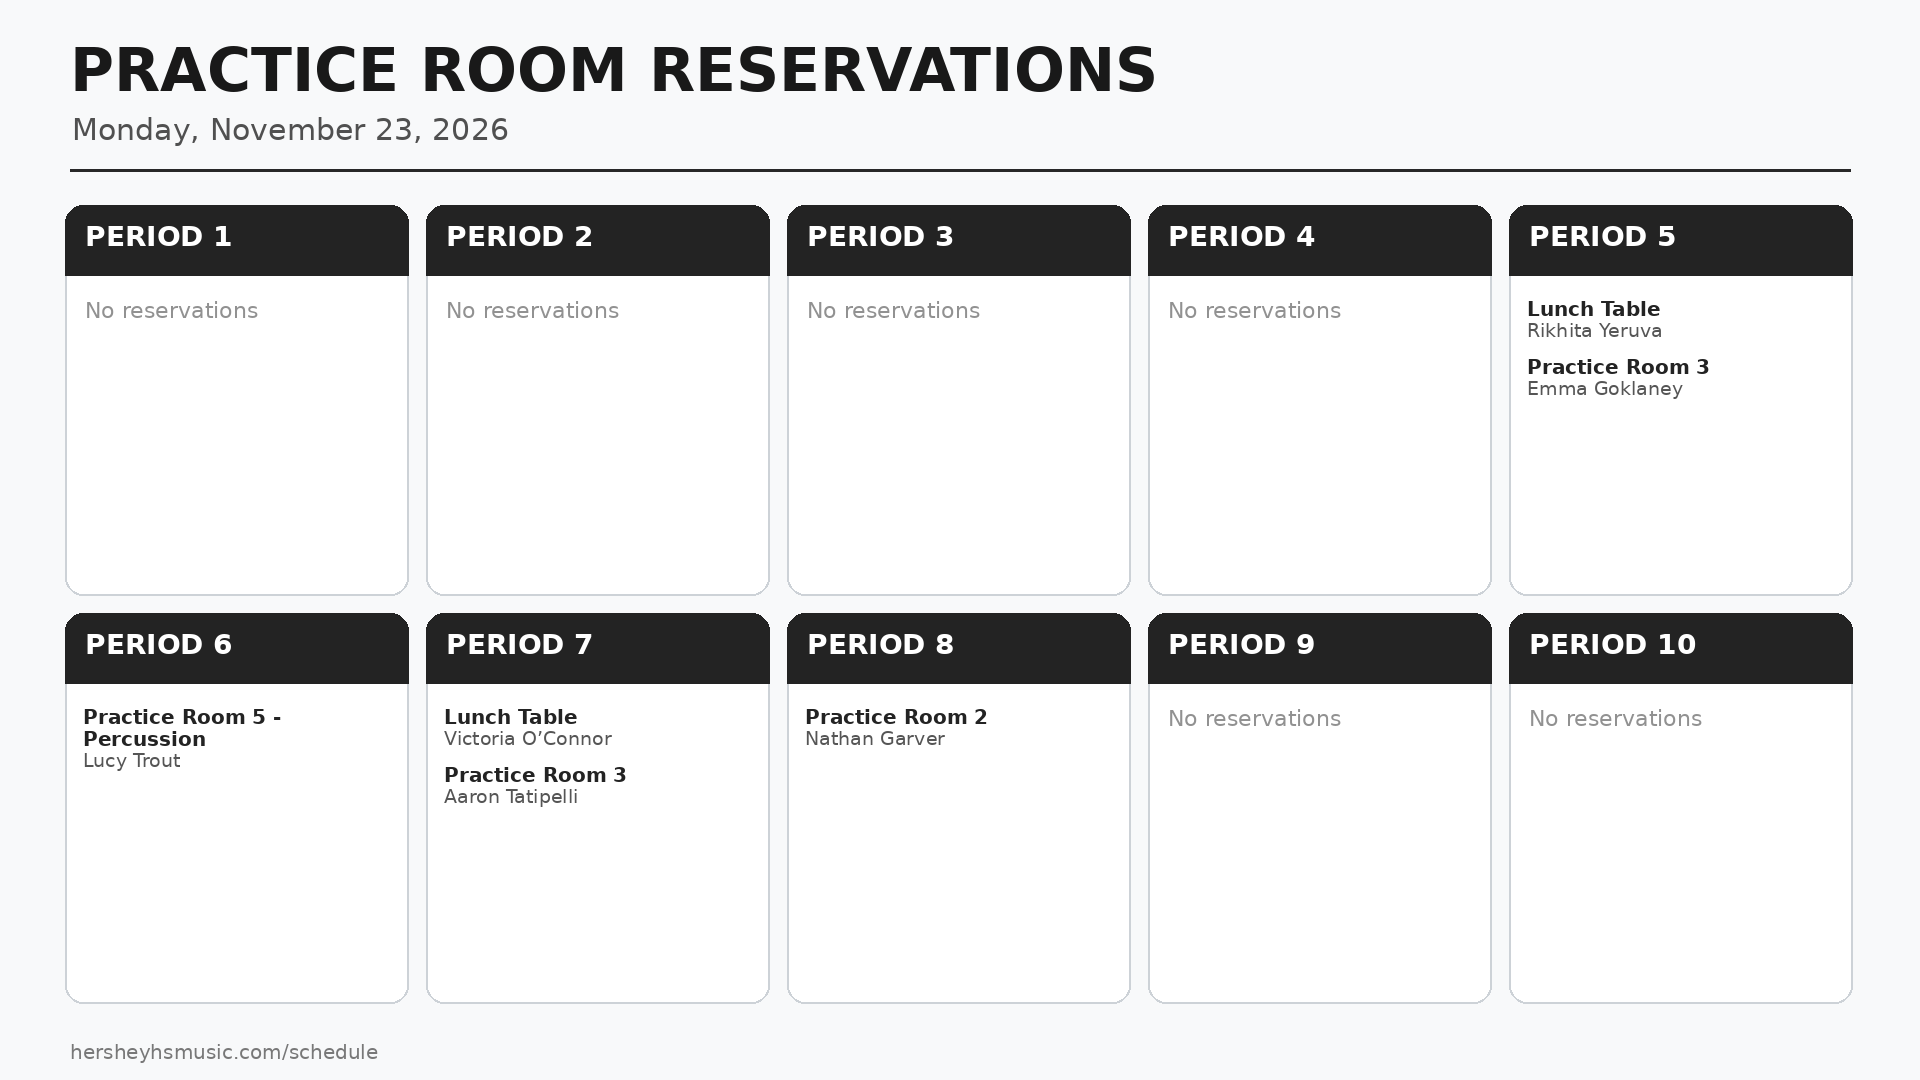 PRACTICE ROOM RESERVATIONS
Monday, November 23, 2026
PERIOD 1
No reservations
PERIOD 2
No reservations
PERIOD 3
No reservations
PERIOD 4
No reservations
PERIOD 5
Lunch Table
Rikhita Yeruva
Practice Room 3
Emma Goklaney
PERIOD 6
Practice Room 5 -
Percussion
Lucy Trout
PERIOD 7
Lunch Table
Victoria O’Connor
Practice Room 3
Aaron Tatipelli
PERIOD 8
Practice Room 2
Nathan Garver
PERIOD 9
No reservations
PERIOD 10
No reservations
hersheyhsmusic.com/schedule